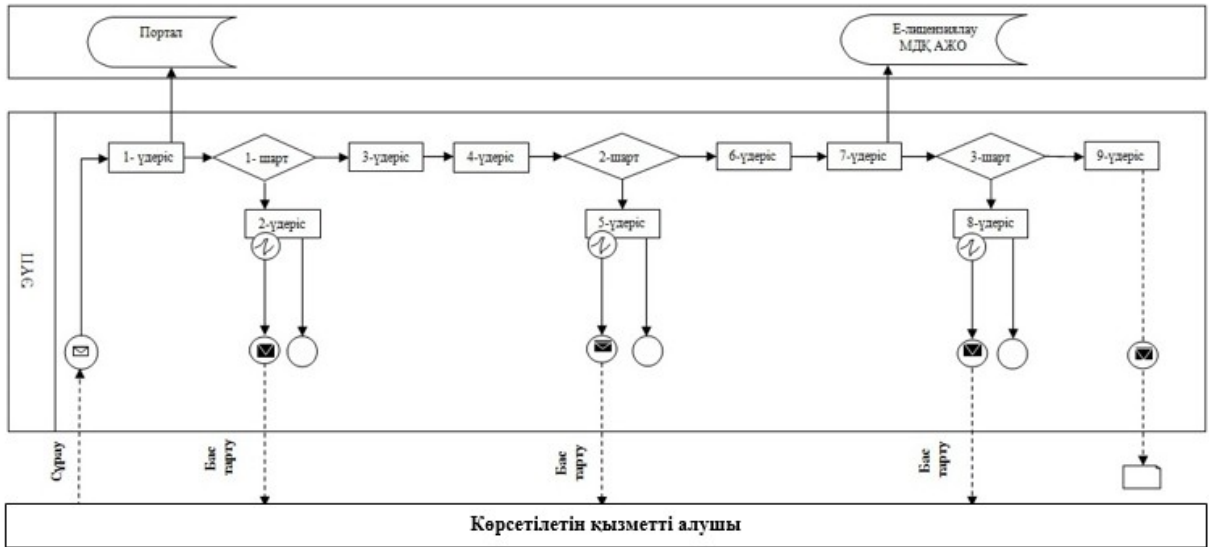 Портал
Е-лицензиялау
МДҚ АЖО
1- үдеріс
1- шарт
3-үдеріс
4-үдеріс
2-шарт
6-үдеріс
7-үдеріс
3-шарт
9-үдеріс
2-үдеріс
5-үдеріс
8-үдеріс
Сұрау
Бас
тарту
Бас
тарту
Бас
тарту
Көрсетілетін қызметті алушы